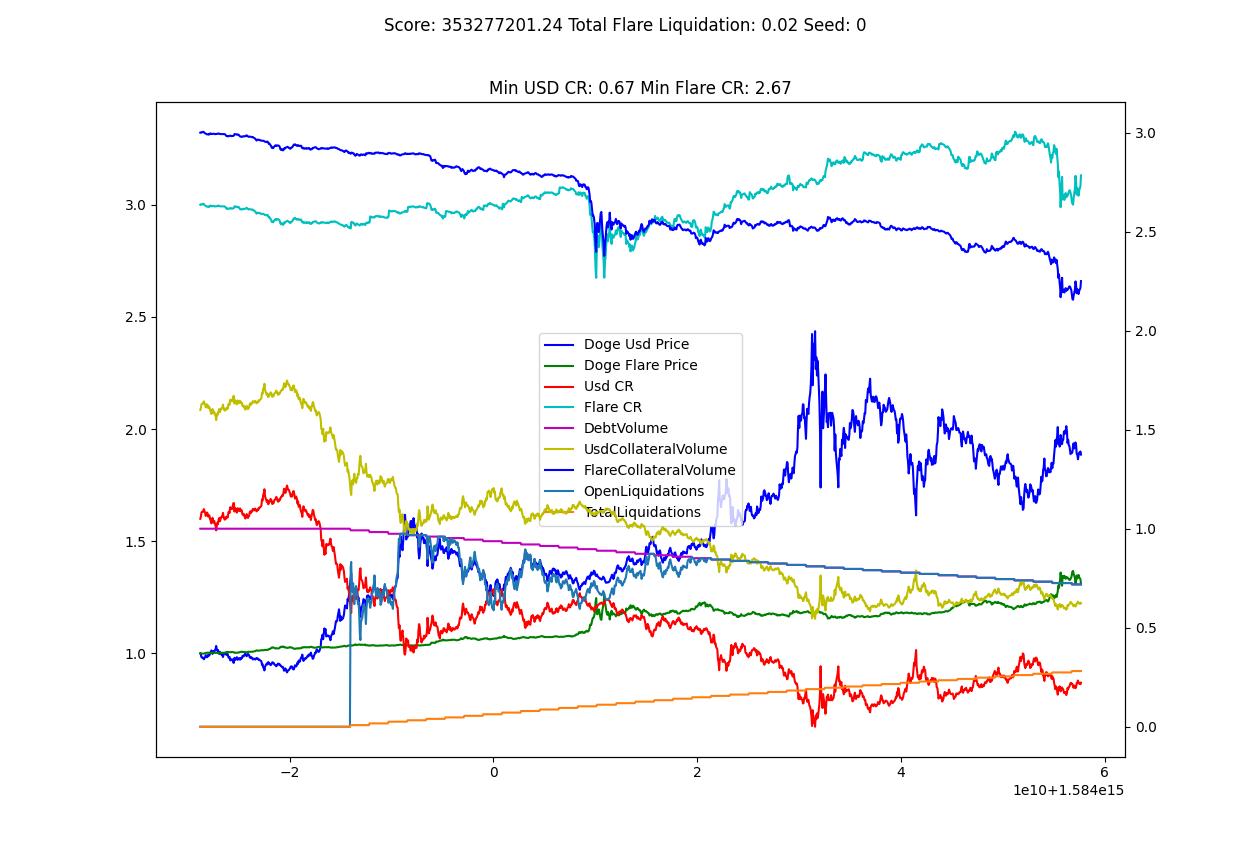 Score: 353277201.24 Total Flare Liquidation: 0.02 Seed: 0
Min USD CR: 0.67 Min Flare CR: 2.67
3.0
2.5
2.0
1.5
1.0
3.0
2.5
2.0
1.5
1.0
0.5
0.0
Doge Usd Price
Doge Flare Price
Usd CR
Flare CR
DebtVolume
UsdCollateralVolume
FlareCollateralVolume
OpenLiquidations
TotalLiquidations
−2 0 2 4 6
1e10+1.584e15